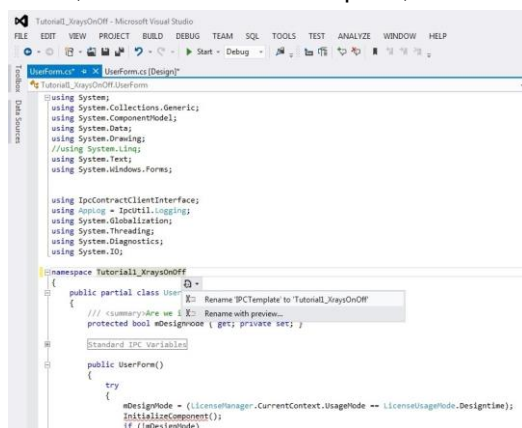 Tutorial1_XraysOnOff - Microsoft Visual Studio
FILE EDIT VIEW PROJECT BUILD DEBUG TEAM SQL TOOLS TEST ANALYZE WINDOW HELP
Start - Debug
UserForm.cs* UserForm.cs [Design]*
Toolbox
Data Sources
Tutorial1_XraysOnOff.UserForm
using System;
using System.Collections.Generic;
using System.ComponentModel;
using System.Data;
using System.Drawing;
//using System.Linq;
using System.Text;
using System.Windows.Forms;
using IpcContractClientInterface;
using AppLog = IpcUtil.Logging;
using System.Globalization;
using System.Threading;
using System.Diagnostics;
using System.IO;
namespace Tutorial1_XraysOnOff
{
public partial class User
Rename 'IPCTemplate' to 'Tutorial1_XraysOnOff'
{
Rename with preview...
/// <summary>Are we i
protected bool mDesignMode { get; private set; }
Standard IPC Variables
public UserForm()
{
try
{
mDesignMode = (LicenseManager.CurrentContext.UsageMode == LicenseUsageMode.Designtime);
InitializeComponent();
if (!mDesignMode)